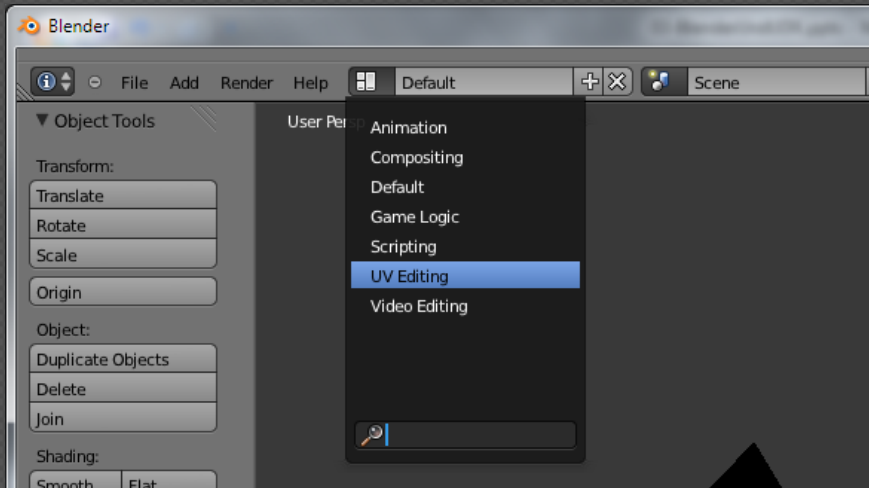 Blender
File Add Render Help Default Scene
Object Tools
User Persp
Transform:
Translate
Rotate
Scale
Origin
Object:
Duplicate Objects
Delete
Join
Shading:
Smooth Flat
Animation
Compositing
Default
Game Logic
Scripting
UV Editing
Video Editing